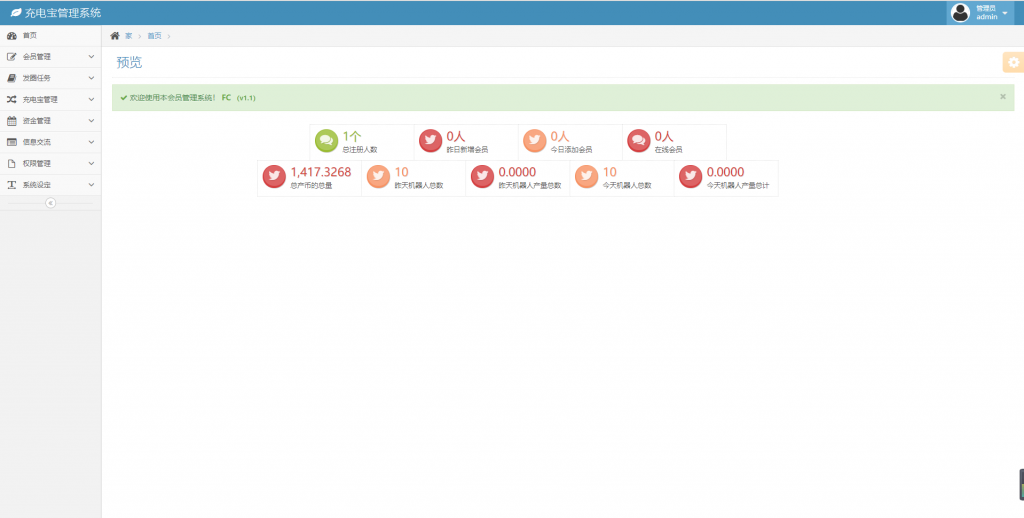 充电宝管理系统
管理员
admin
首页
会员管理
发圈任务
充电宝管理
资金管理
信息交流
权限管理
系统设定
家 首页
预览
欢迎使用本会员管理系统! FC (v1.1)
1个
总注册人数
0人
昨日新增会员
0人
今日添加会员
0人
在线会员
1,417.3268
总产币的总量
10
昨天机器人总数
0.0000
昨天机器人产量总数
10
今天机器人总数
0.0000
今天机器人产量总计